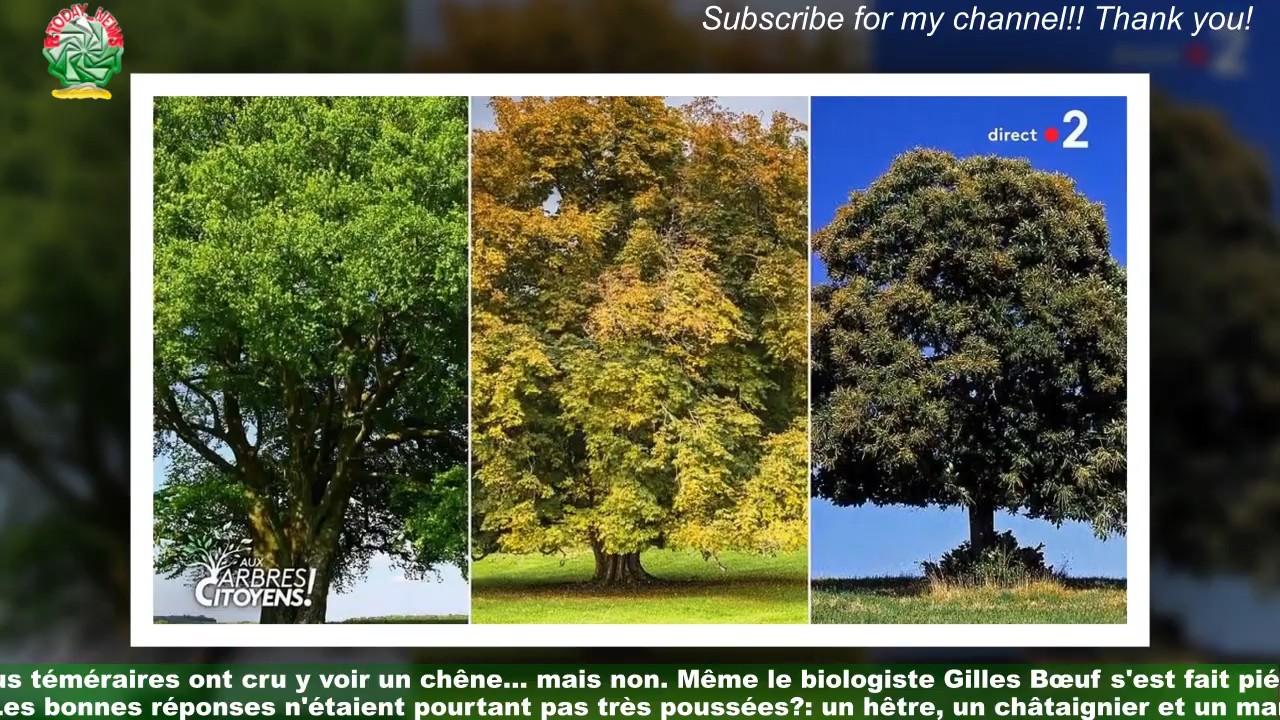 TODAY_NEWS
Subscribe for my channel!! Thank you!
direct 2
AUX
ARBRES
CITOYENS!
us téméraires ont cru y voir un chêne... mais non. Même le biologiste Gilles Bœuf s'est fait pié
Les bonnes réponses n'étaient pourtant pas très poussées?: un hêtre, un châtaignier et un ma